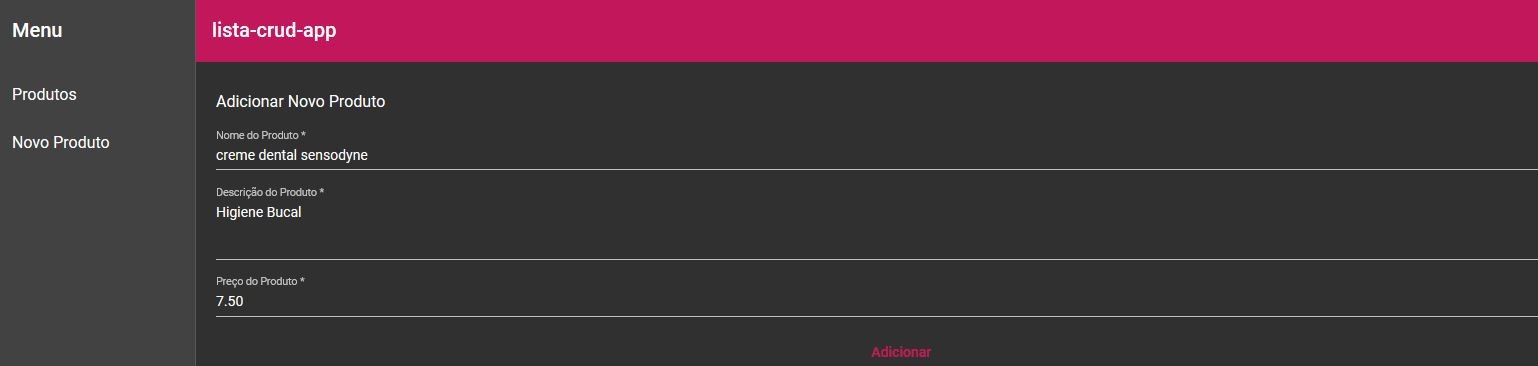 Menu
lista-crud-app
Produtos
Novo Produto
Adicionar Novo Produto
Nome do Produto *
creme dental sensodyne
Descrição do Produto *
Higiene Bucal
Preço do Produto *
7.50
Adicionar